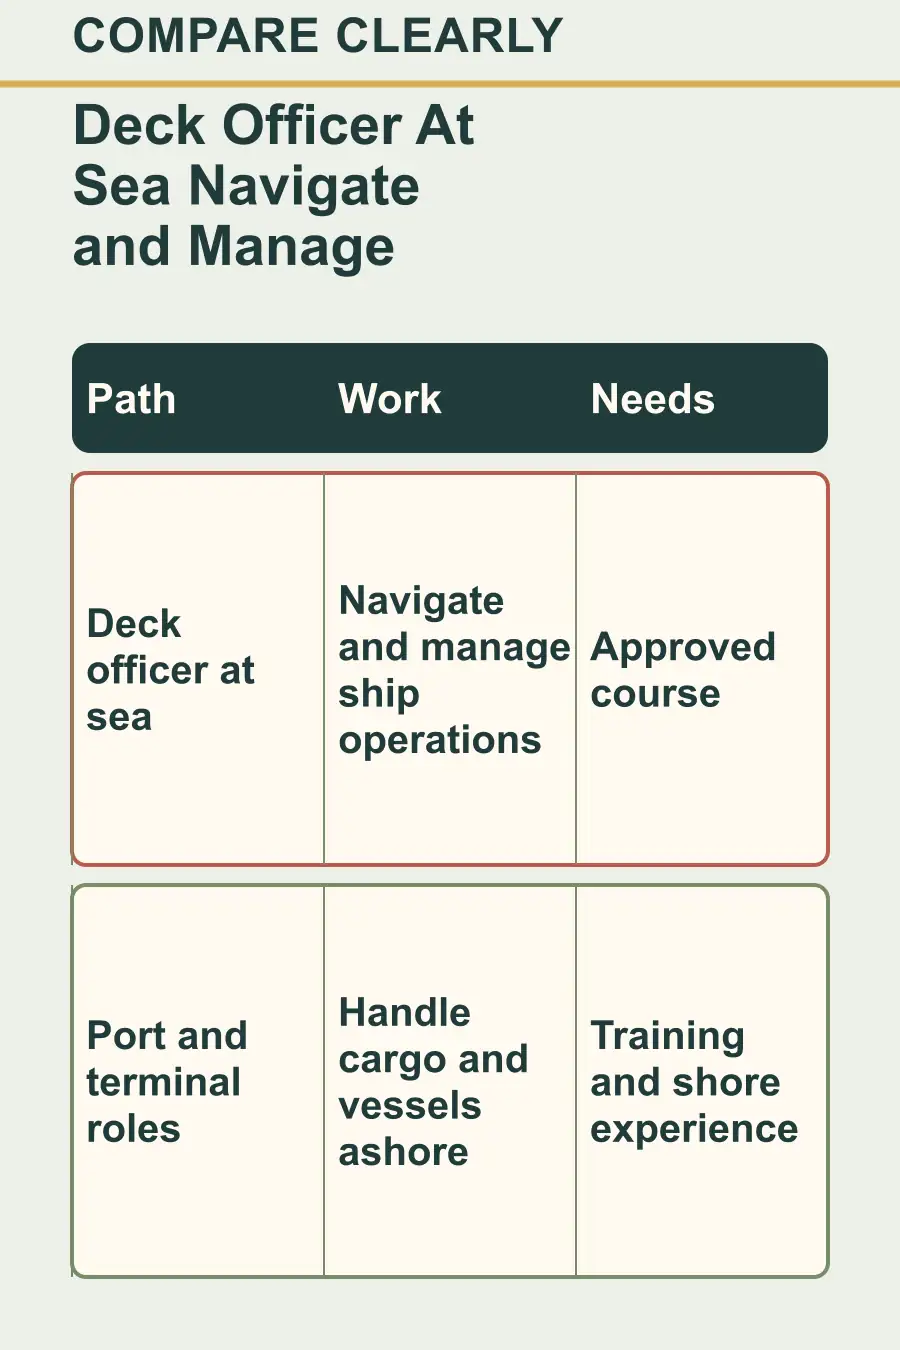 COMPARE CLEARLY
Deck Officer At
Sea Navigate
and Manage
Path Work Needs
Deck
officer at
sea
Navigate
and manage
ship
operations
Approved
course
Port and
terminal
roles
Handle
cargo and
vessels
ashore
Training
and shore
experience